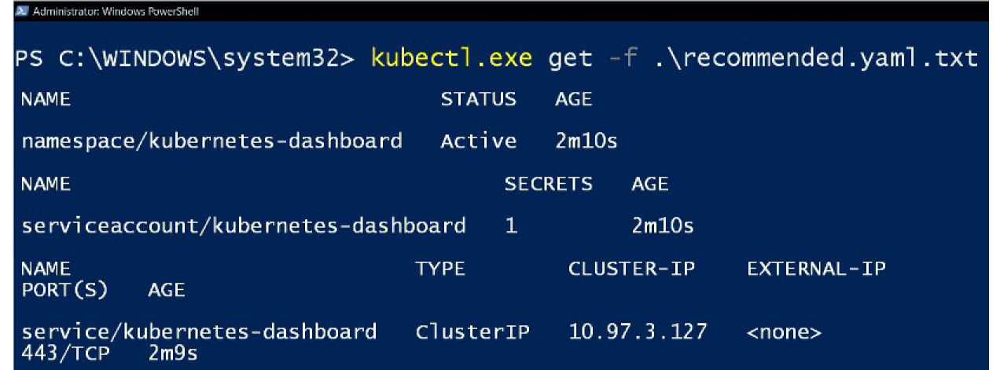 Administrator: Windows PowerShell
PS C:\WINDOWS\system32> kubectl.exe get -f .\recommended.yaml.txt
NAME STATUS AGE
namespace/kubernetes-dashboard Active 2m10s
NAME SECRETS AGE
serviceaccount/kubernetes-dashboard 1 2m10s
NAME TYPE CLUSTER-IP EXTERNAL-IP
PORT(S) AGE
service/kubernetes-dashboard ClusterIP 10.97.3.127 <none>
443/TCP 2m9s